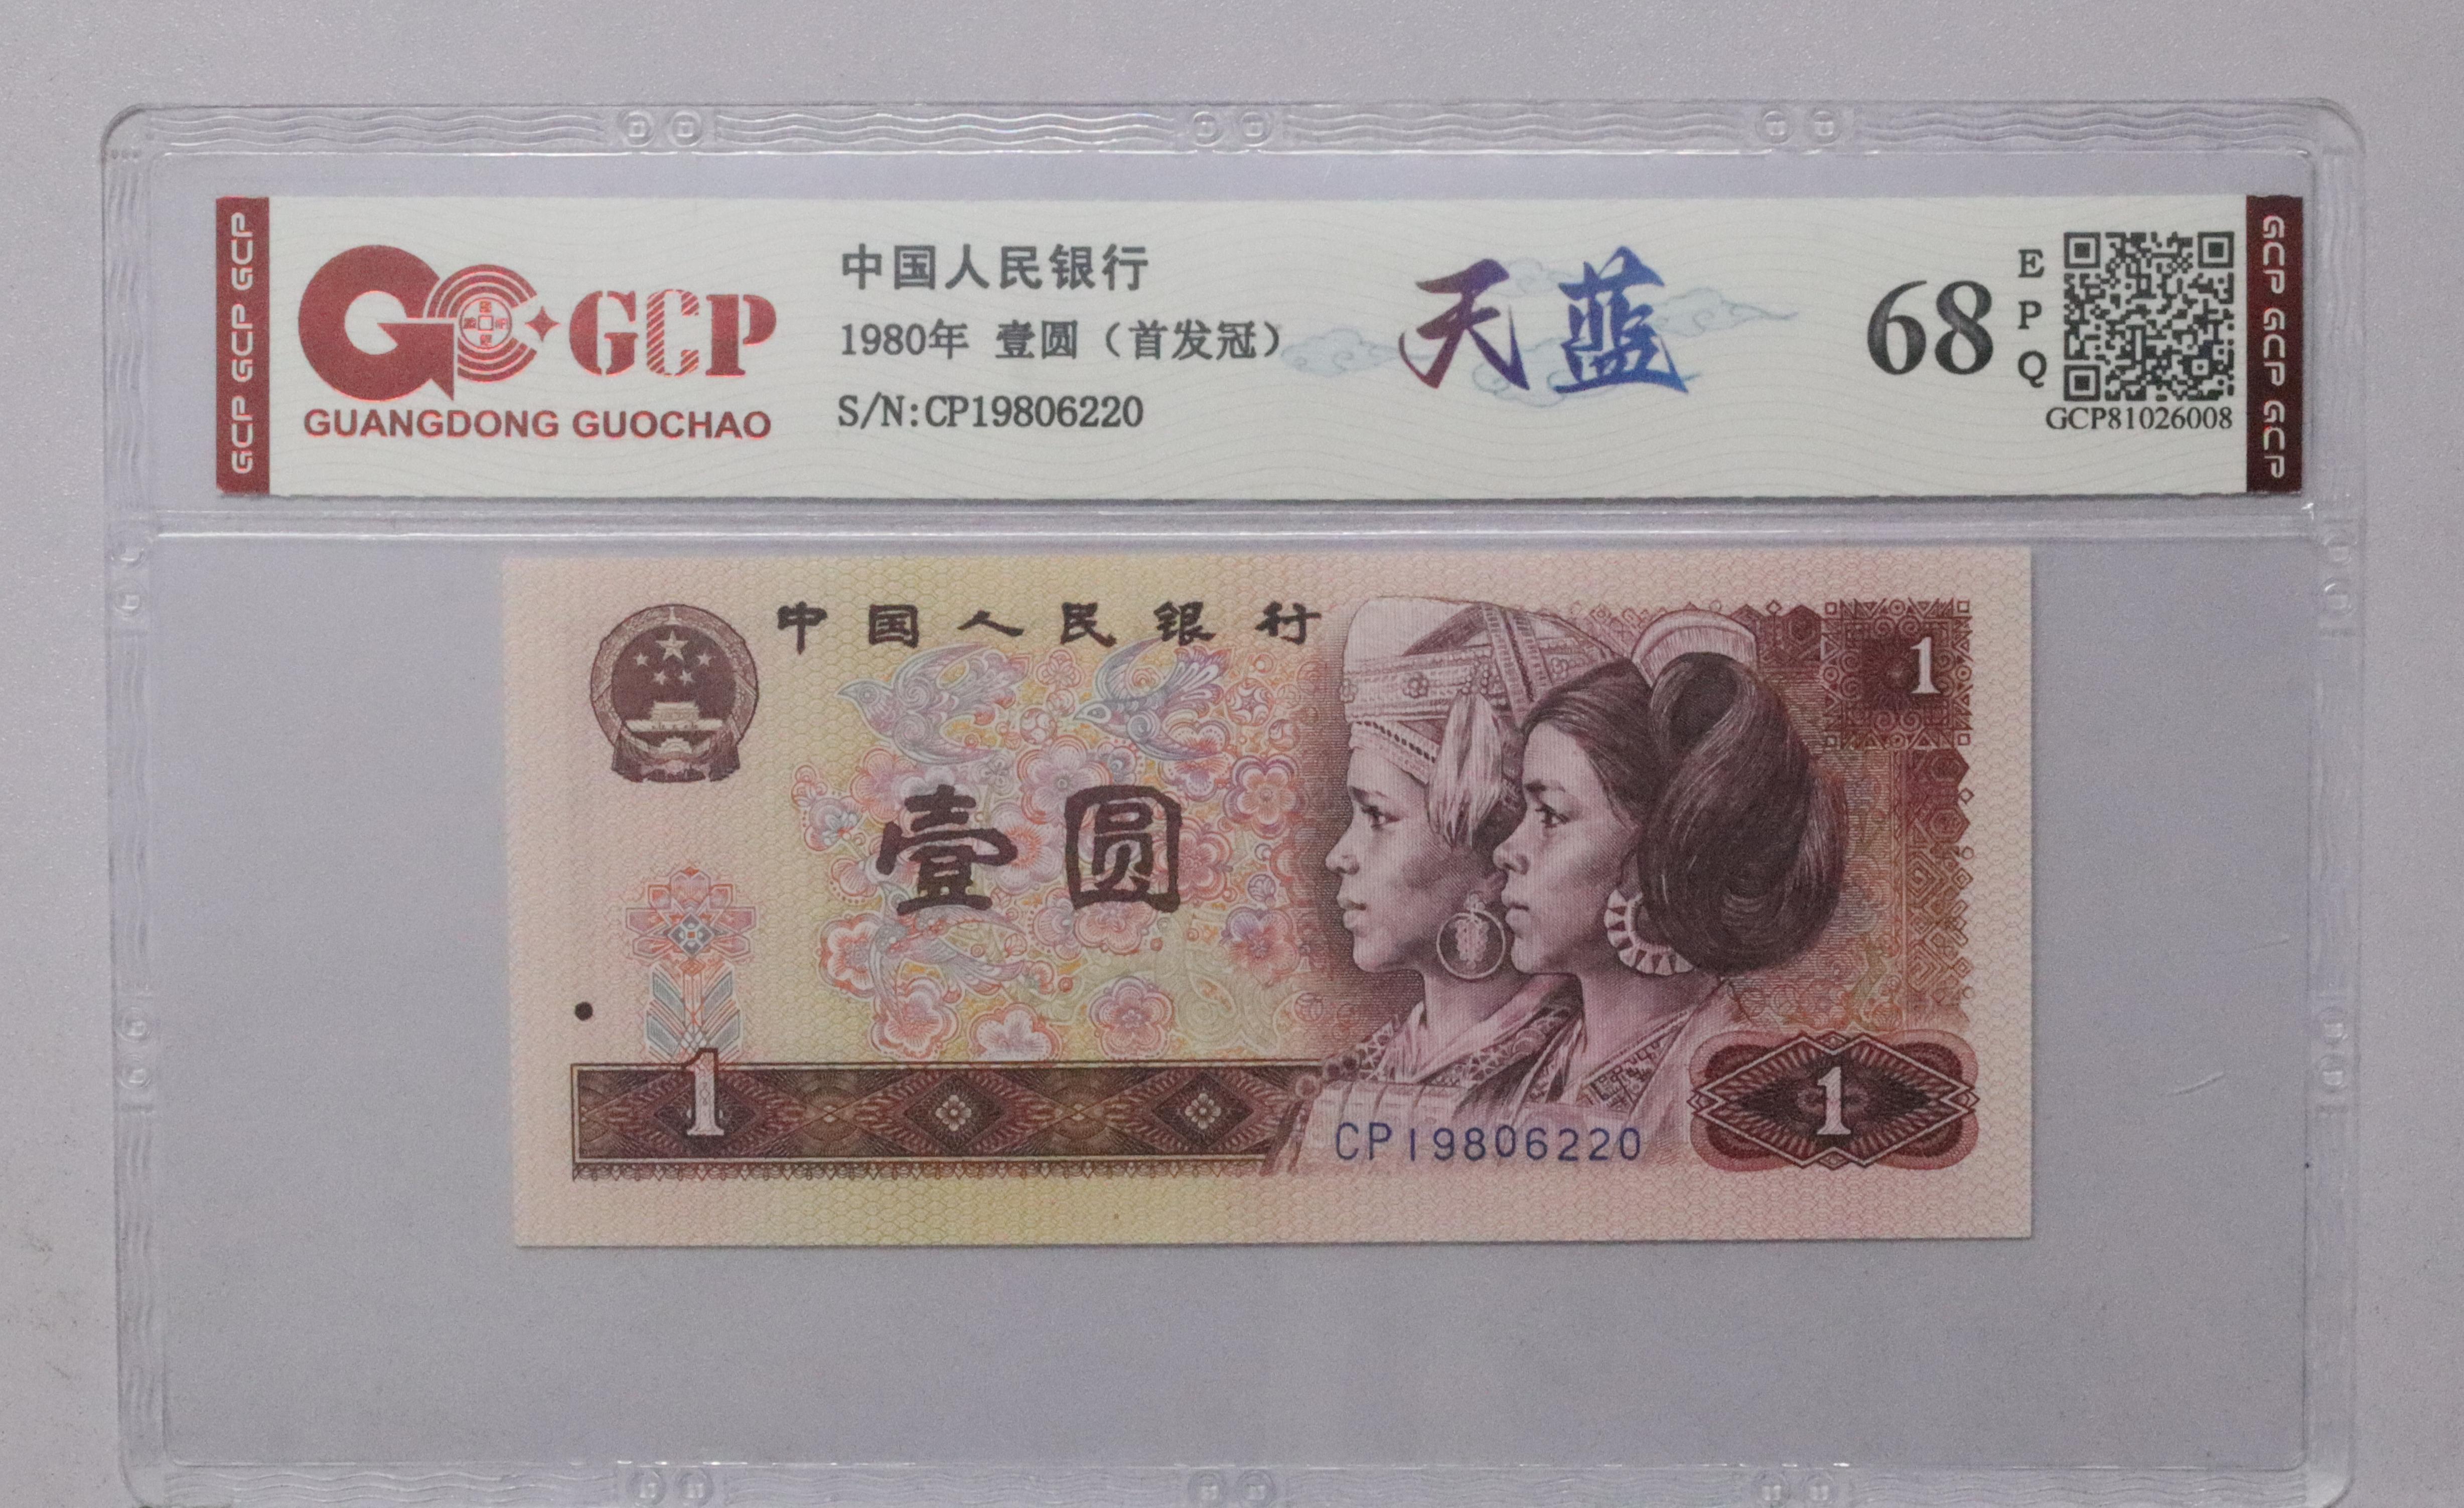 GCP GCP GCP
GCP
GUANGDONG GUOCHAO
中国人民银行
1980年 壹圆（首发冠）
S/N:CP19806220
天蓝
68
EPQ
GCP81026008
GCP GCP GCP
中国人民银行
1
壹圆
1
1
CP19806220